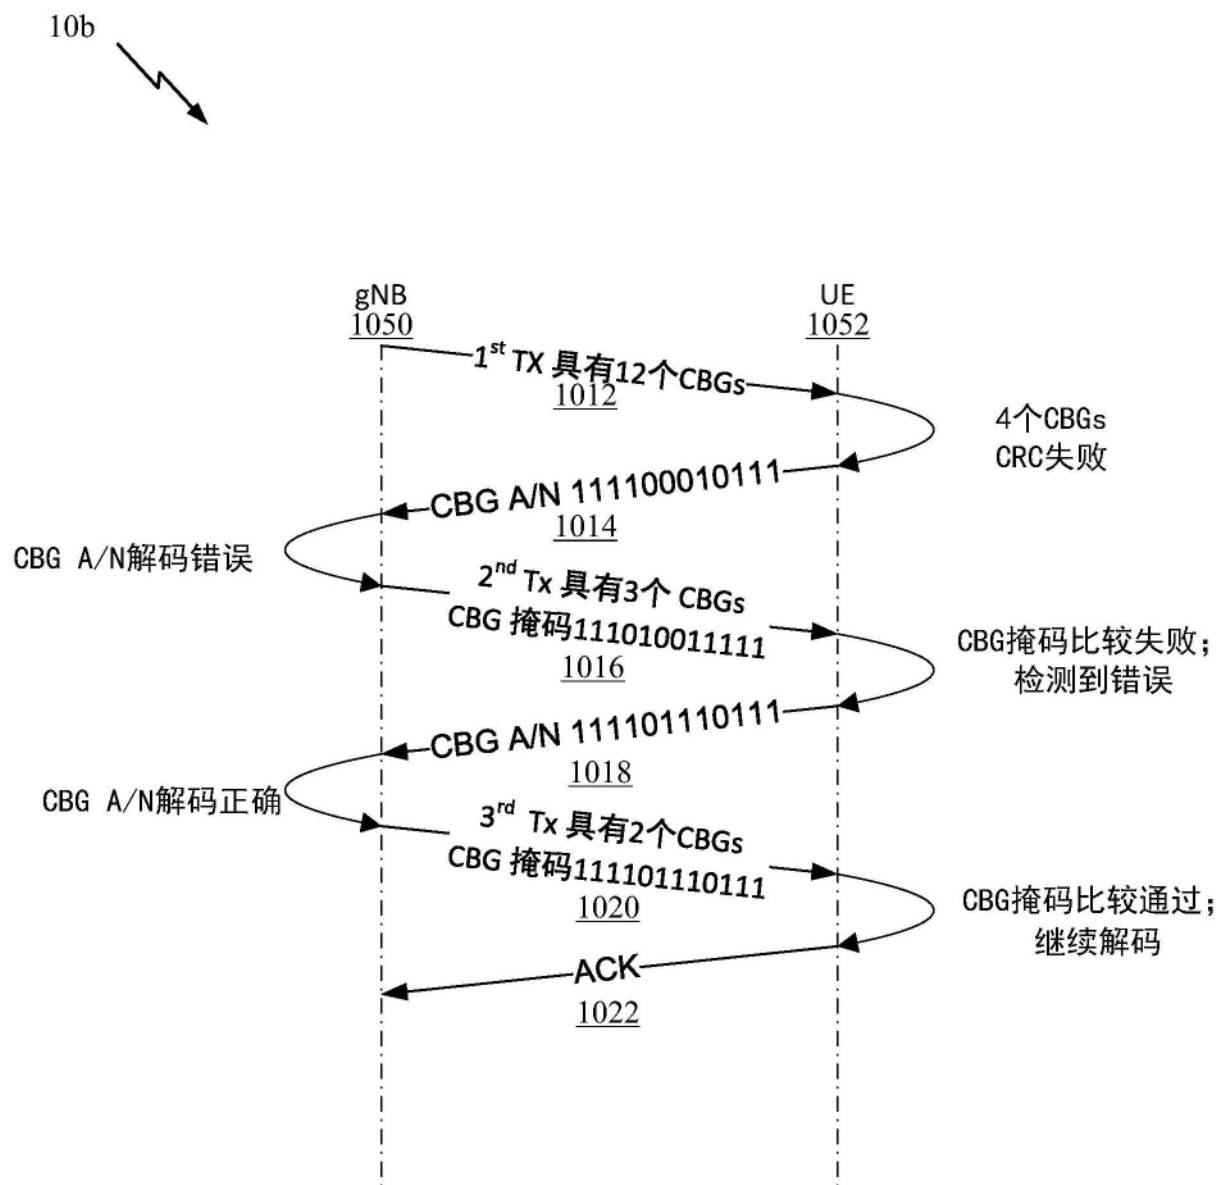 10b
gNB
1050
UE
1052
1st TX 具有12个CBGs
1012
4个CBGs
CRC失败
CBG A/N 111100010111
1014
CBG A/N解码错误
2nd Tx 具有3个 CBGs
CBG 掩码111010011111
1016
CBG掩码比较失败;
检测到错误
CBG A/N 111101110111
1018
CBG A/N解码正确
3rd Tx 具有2个CBGs
CBG 掩码111101110111
1020
CBG掩码比较通过;
继续解码
ACK
1022